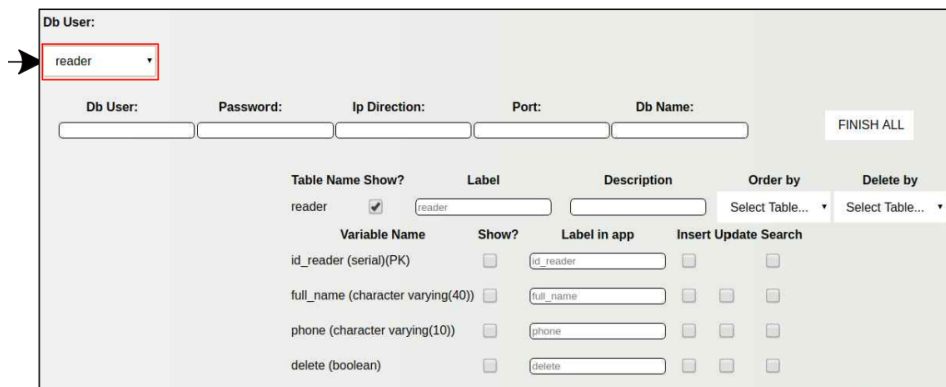 Db User:
reader
Db User: Password: Ip Direction: Port: Db Name:
FINISH ALL
Table Name Show? Label Description Order by Delete by
reader reader Select Table... Select Table...
Variable Name Show? Label in app Insert Update Search
id_reader (serial)(PK) id_reader
full_name (character varying(40)) full_name
phone (character varying(10)) phone
delete (boolean) delete